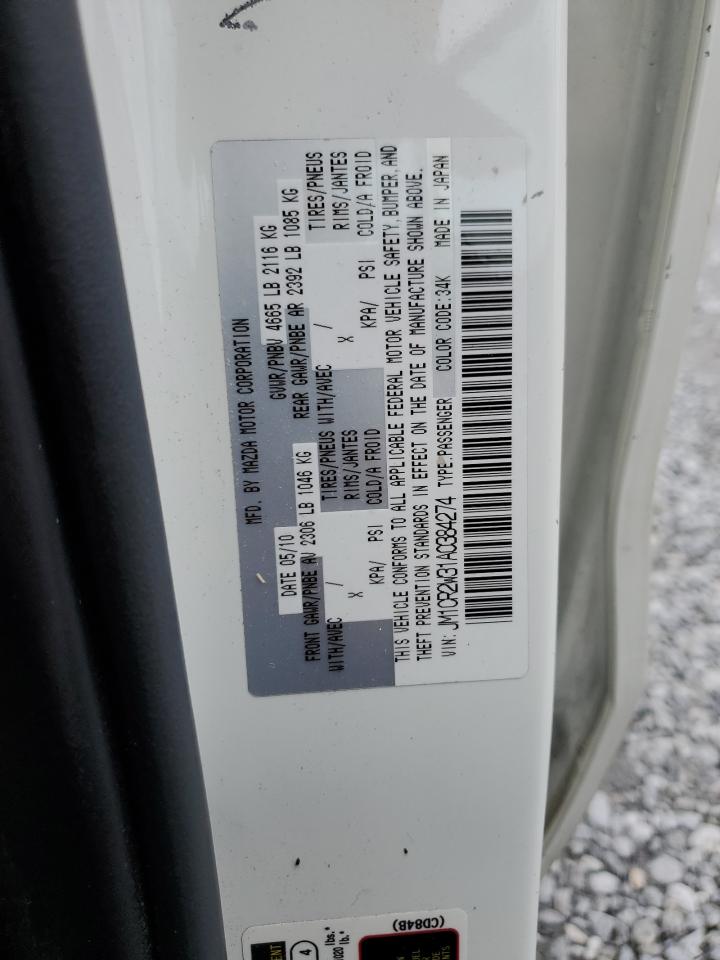 MFD. BY MAZDA MOTOR CORPORATION
DATE 05/10 GVWR/PNBV 4665 LB 2116 KG
FRONT GAWR/PNBE AV 2306 LB 1046 KG REAR GAWR/PNBE AR 2392 LB 1085 KG
WITH/AVEC / TIRES/PNEUS WITH/AVEC / TIRES/PNEUS
X RIMS/JANTES X RIMS/JANTES
KPA/ PSI COLD/A FROID KPA/ PSI COLD/A FROID
THIS VEHICLE CONFORMS TO ALL APPLICABLE FEDERAL MOTOR VEHICLE SAFETY, BUMPER, AND
THEFT PREVENTION STANDARDS IN EFFECT ON THE DATE OF MANUFACTURE SHOWN ABOVE.
VIN: JM1CR2W31A0384274 TYPE:PASSENGER COLOR CODE:34K MADE IN JAPAN
(CD84B)
4
lbs.*
lb.*